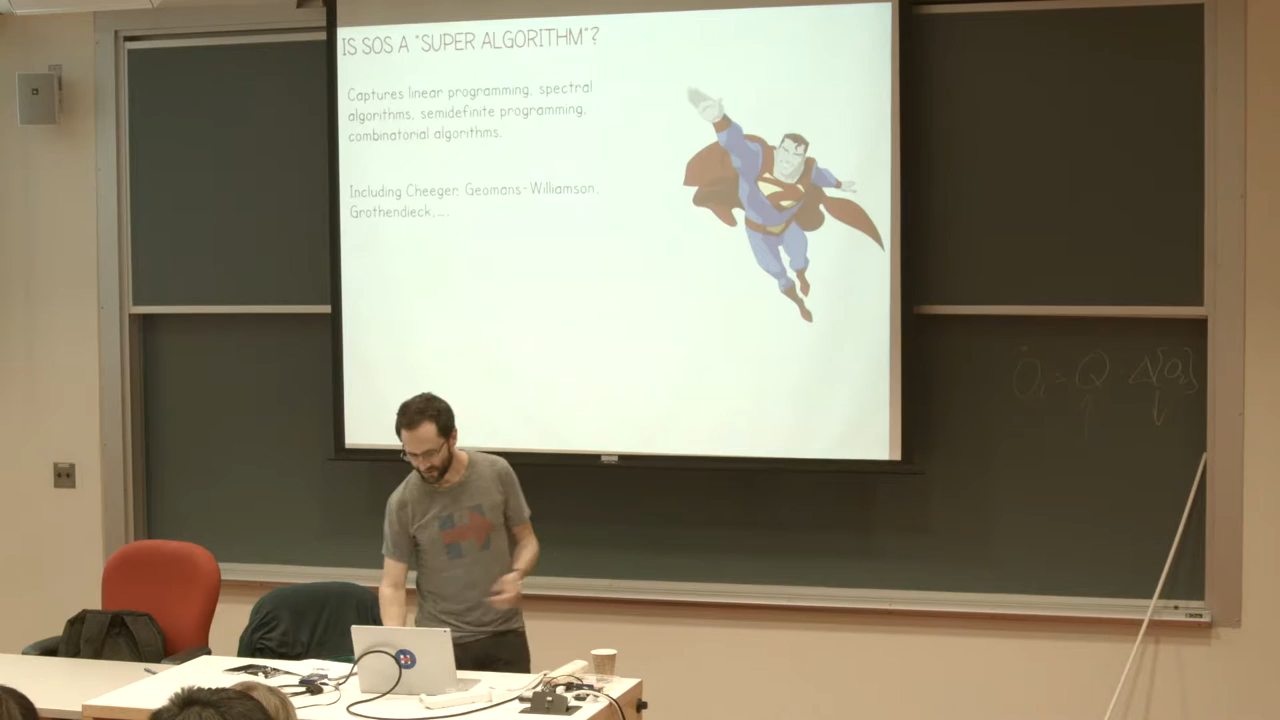 IS SOS A "SUPER ALGORITHM"?
Captures linear programming, spectral
algorithms, semidefinite programming,
combinatorial algorithms.
Including Cheeger, Geomans-Williamson,
Grothendieck,...